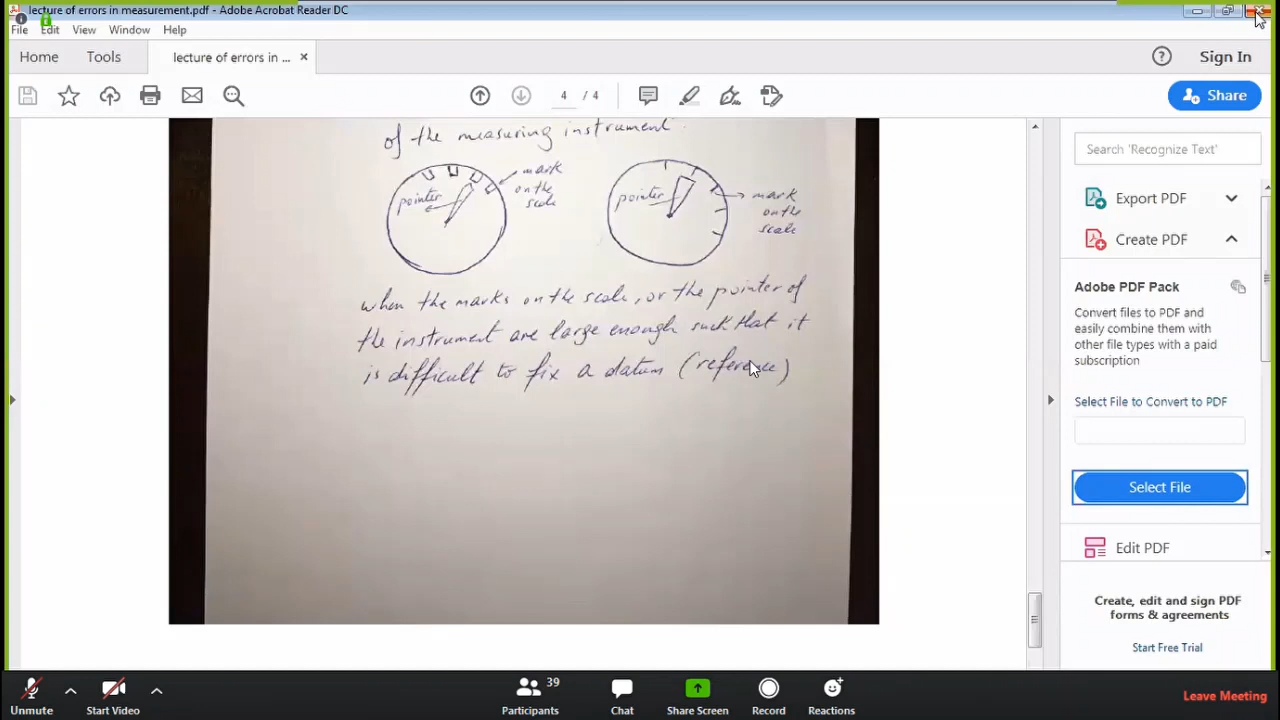 lecture of errors in measurement.pdf - Adobe Acrobat Reader DC
File Edit View Window Help
Home Tools lecture of errors in ... × Sign In
4 / 4 Share
of the measuring instrument
pointer
mark
on the
scale
pointer
mark
on the
scale
when the marks on the scale, or the pointer of
the instrument are large enough such that it
is difficult to fix a datum (reference)
Search 'Recognize Text'
Export PDF
Create PDF
Adobe PDF Pack
Convert files to PDF and
easily combine them with
other file types with a paid
subscription
Select File to Convert to PDF
Select File
Edit PDF
Create, edit and sign PDF
forms & agreements
Start Free Trial
Unmute Start Video Participants 39 Chat Share Screen Record Reactions Leave Meeting